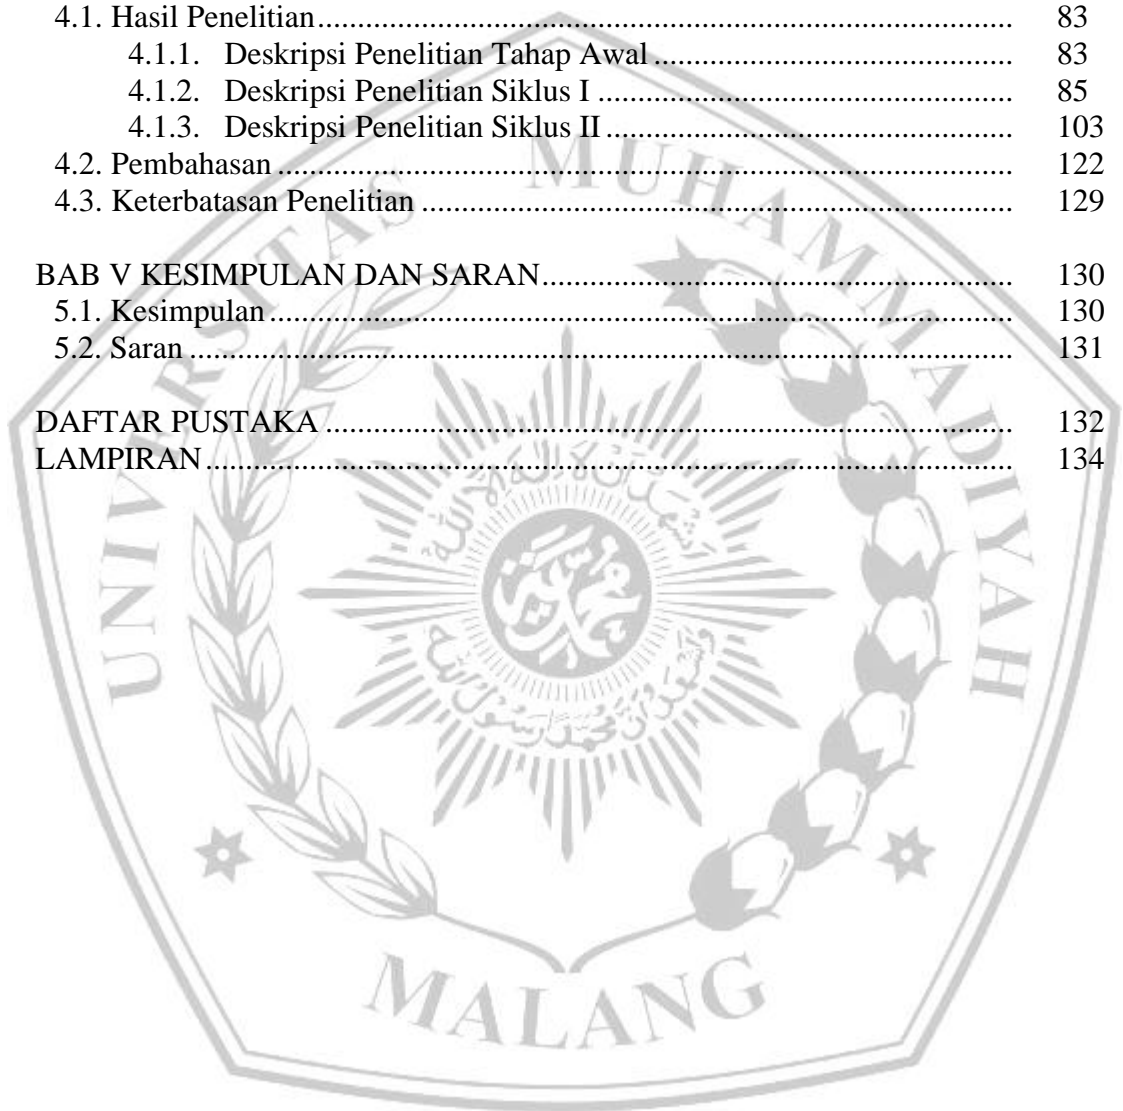 4.1. Hasil Penitian....................................................................................... 83
4.1.1. Deskripsi Penelitian Tahap Awal ............................................. 83
4.1.2. Deskripsi Penelitian Siklus I .................................................... 85
4.1.3. Deskripsi Penelitian Siklus II ................................................... 103
4.2. Pembahasan ............................................................................................ 122
4.3. Keterbatasan Penelitian .......................................................................... 129
BAB V KESIMPULAN DAN SARAN........................................................... 130
5.1. Kesimpulan ............................................................................................. 130
5.2. Saran ....................................................................................................... 131
DAFTAR PUSTAKA ...................................................................................... 132
LAMPIRAN..................................................................................................... 134
UNIVERSITAS MUHAMMADIYAH
MALANG